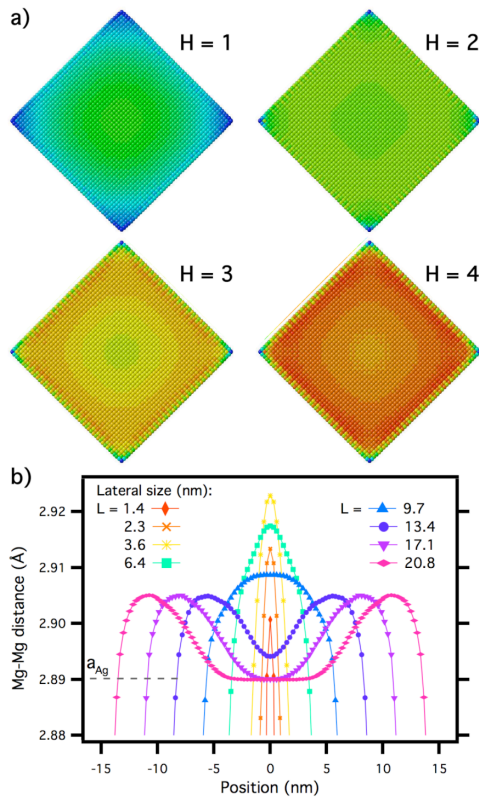 a)
H = 1
H = 2
H = 3
H = 4
b)
Lateral size (nm):
L = 1.4
2.3
3.6
6.4
L = 9.7
13.4
17.1
20.8
Mg-Mg distance (Å)
2.92
2.91
2.90
2.89
2.88
aAg
-15 -10 -5 0 5 10 15
Position (nm)